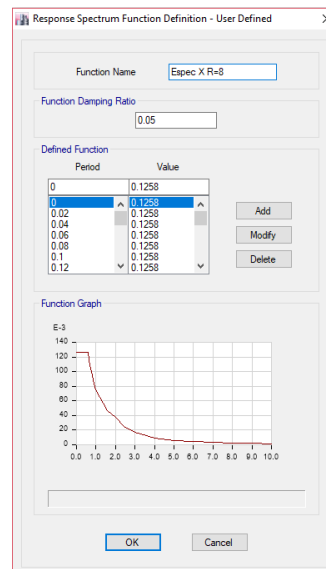 Response Spectrum Function Definition - User Defined
Function Name
Espec X R=8
Function Damping Ratio
0.05
Defined Function
Period Value
0 0.1258
0 0.1258
0.02 0.1258
0.04 0.1258
0.06 0.1258
0.08 0.1258
0.1 0.1258
0.12 0.1258
Add
Modify
Delete
Function Graph
E-3
140
120
100
80
60
40
20
0
0.0 1.0 2.0 3.0 4.0 5.0 6.0 7.0 8.0 9.0 10.0
OK Cancel